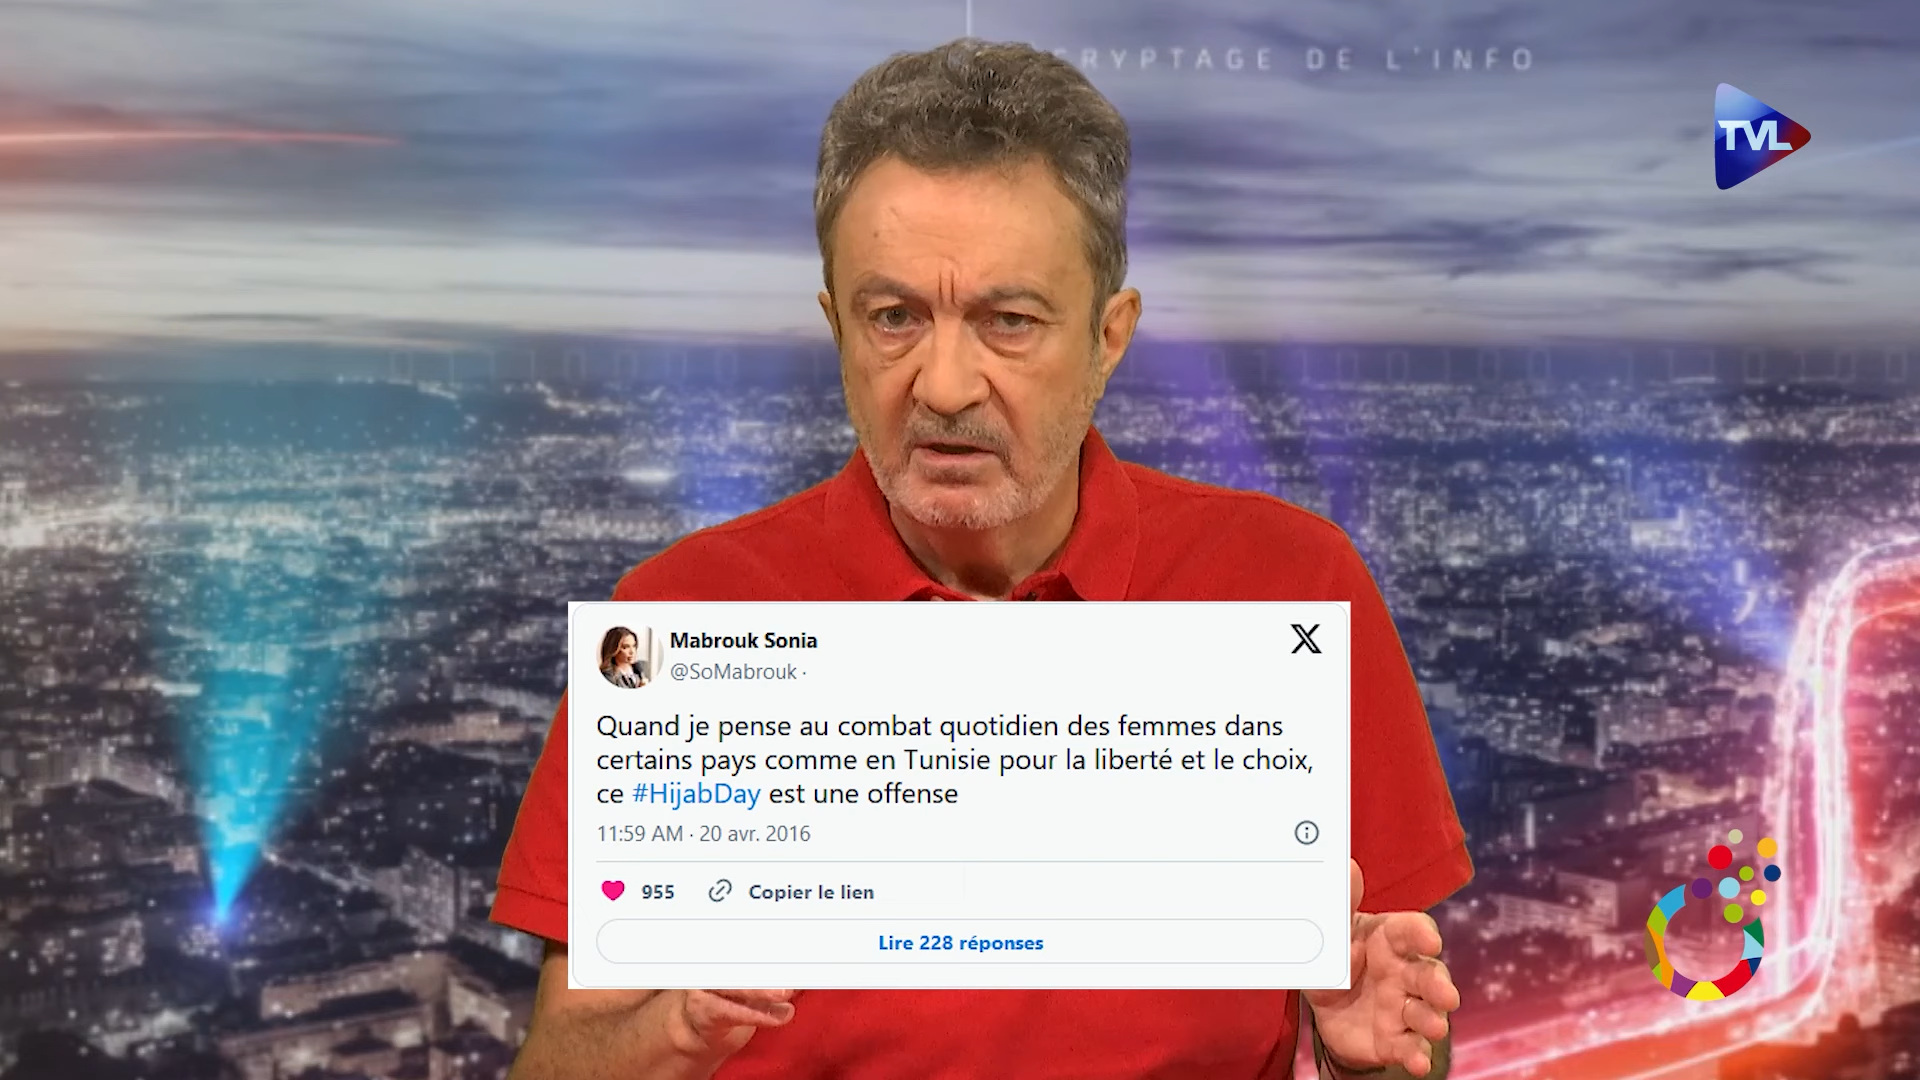 CRYPTAGE DE L'INFO
TVL
Mabrouk Sonia
@SoMabrouk ·
Quand je pense au combat quotidien des femmes dans
certains pays comme en Tunisie pour la liberté et le choix,
ce #HijabDay est une offense
11:59 AM · 20 avr. 2016
955 Copier le lien
Lire 228 réponses